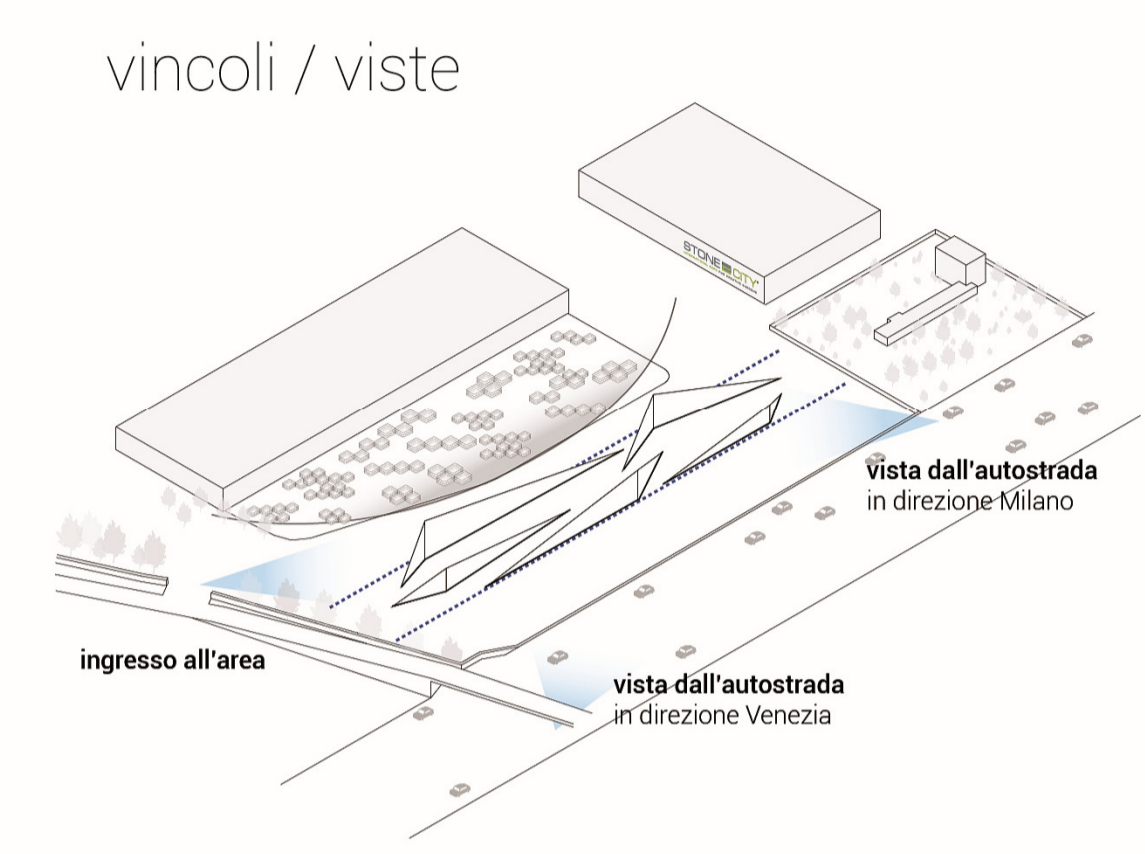 vincoli / viste
STONE CITY
vista dall'autostrada
in direzione Milano
ingresso all'area
vista dall'autostrada
in direzione Venezia